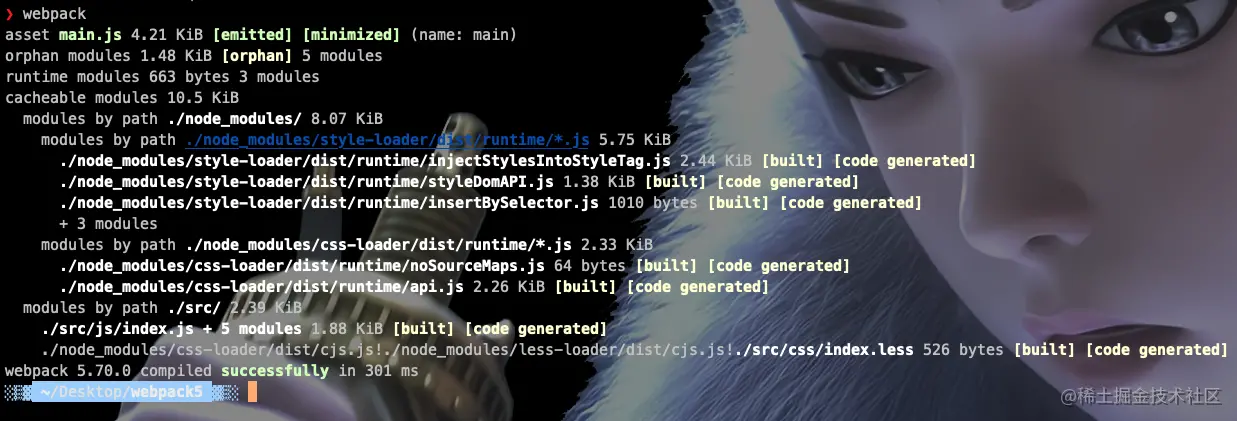 ❯ webpack
asset main.js 4.21 KiB [emitted] [minimized] (name: main)
orphan modules 1.48 KiB [orphan] 5 modules
runtime modules 663 bytes 3 modules
cacheable modules 10.5 KiB
modules by path ./node_modules/ 8.07 KiB
modules by path ./node_modules/style-loader/dist/runtime/*.js 5.75 KiB
./node_modules/style-loader/dist/runtime/injectStylesIntoStyleTag.js 2.44 KiB [built] [code generated]
./node_modules/style-loader/dist/runtime/styleDomAPI.js 1.38 KiB [built] [code generated]
./node_modules/style-loader/dist/runtime/insertBySelector.js 1010 bytes [built] [code generated]
+ 3 modules
modules by path ./node_modules/css-loader/dist/runtime/*.js 2.33 KiB
./node_modules/css-loader/dist/runtime/noSourceMaps.js 64 bytes [built] [code generated]
./node_modules/css-loader/dist/runtime/api.js 2.26 KiB [built] [code generated]
modules by path ./src/ 2.39 KiB
./src/js/index.js + 5 modules 1.88 KiB [built] [code generated]
./node_modules/css-loader/dist/cjs.js!./node_modules/less-loader/dist/cjs.js!./src/css/index.less 526 bytes [built] [code generated]
webpack 5.70.0 compiled successfully in 301 ms
~/Desktop/webpack5
@稀土掘金技术社区